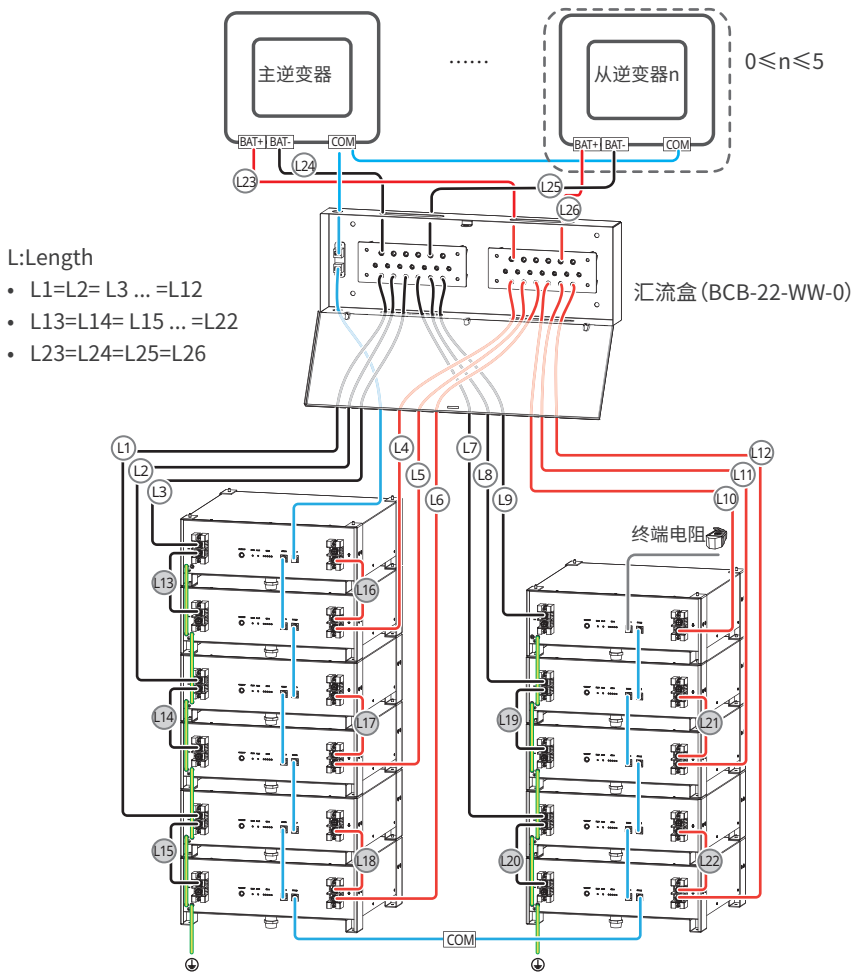 主逆变器
……
从逆变器n
0≤n≤5
BAT+ BAT- COM
BAT+ BAT- COM
L24
L23
L25
L26
L:Length
• L1=L2= L3 ... =L12
• L13=L14= L15 ... =L22
• L23=L24=L25=L26
汇流盒（BCB-22-WW-0）
L1
L2
L3
L4
L5
L6
L7
L8
L9
L12
L11
L10
终端电阻
L13
L16
L14
L17
L19
L21
L15
L18
L20
L22
COM